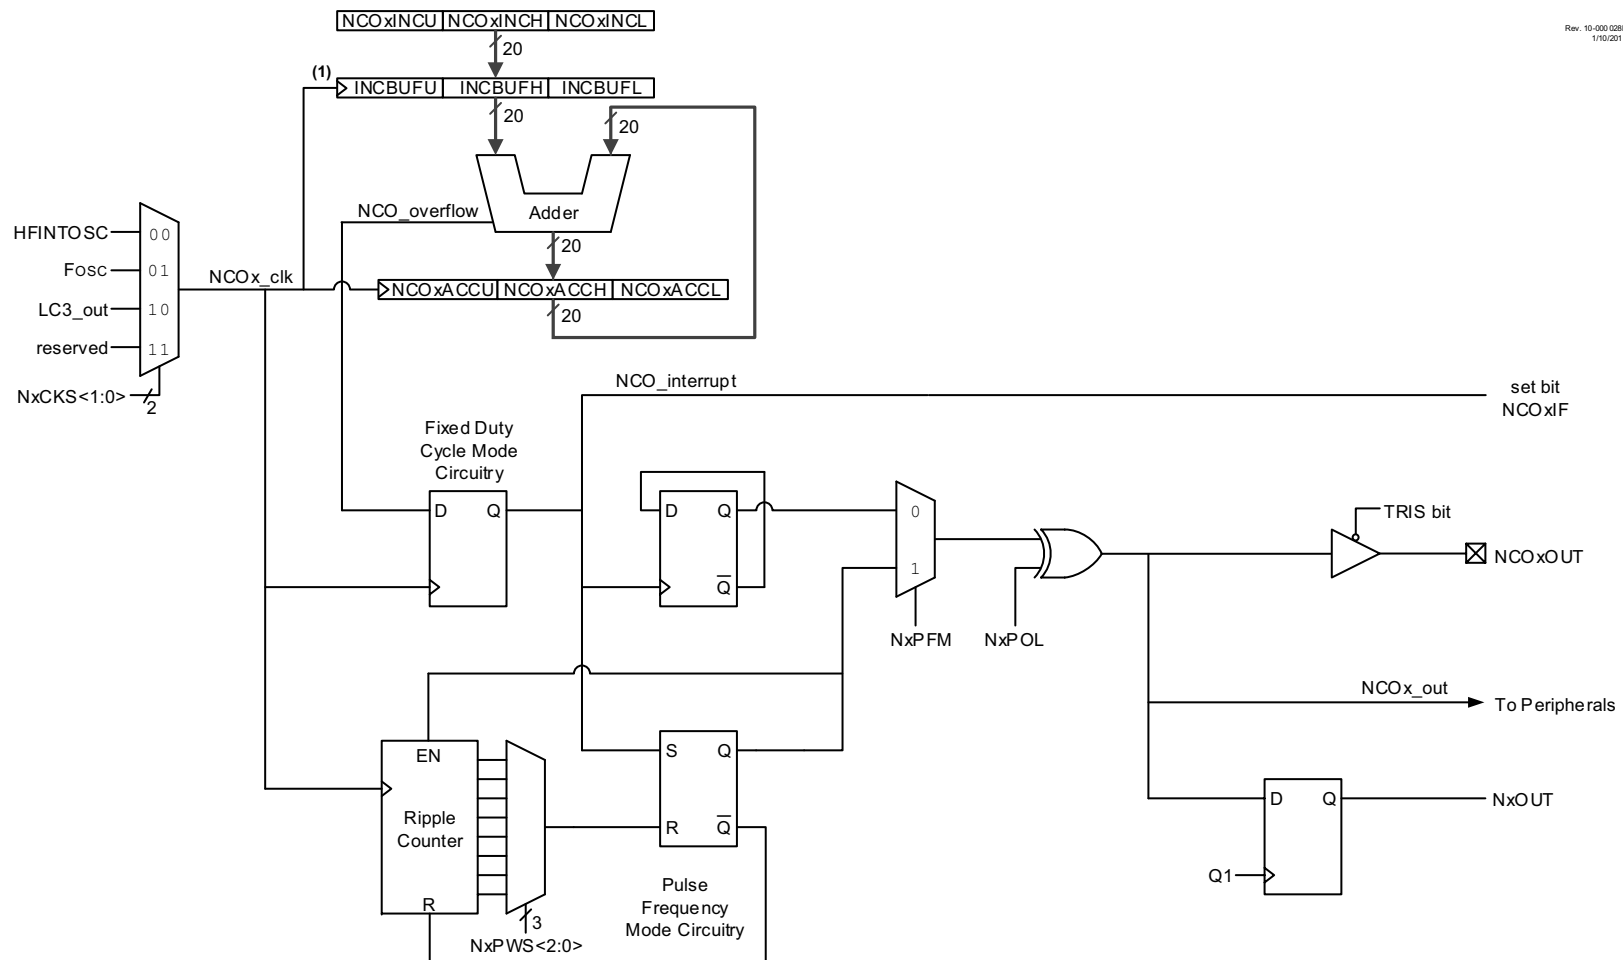 NCOxINCU NCOxINCH NCOxINCL
20
(1)
INCBUFU INCBUFH INCBUFL
20
20
Adder
NCO_overflow
20
NCOxACCU NCOxACCH NCOxACCL
20
HFINTOSC 00
FOSC 01
LC3_out 10
reserved 11
NxCKS<1:0>
2
NCOx_clk
NCO_interrupt
set bit
NCOxIF
Fixed Duty
Cycle Mode
Circuitry
D Q
D Q
Q
0
1
NxPFM
NxPOL
TRIS bit
NCOxOUT
NCOx_out
To Peripherals
EN
Ripple
Counter
R
3
NxPWS<2:0>
S Q
R Q
Pulse
Frequency
Mode Circuitry
D Q
NxOUT
Q1